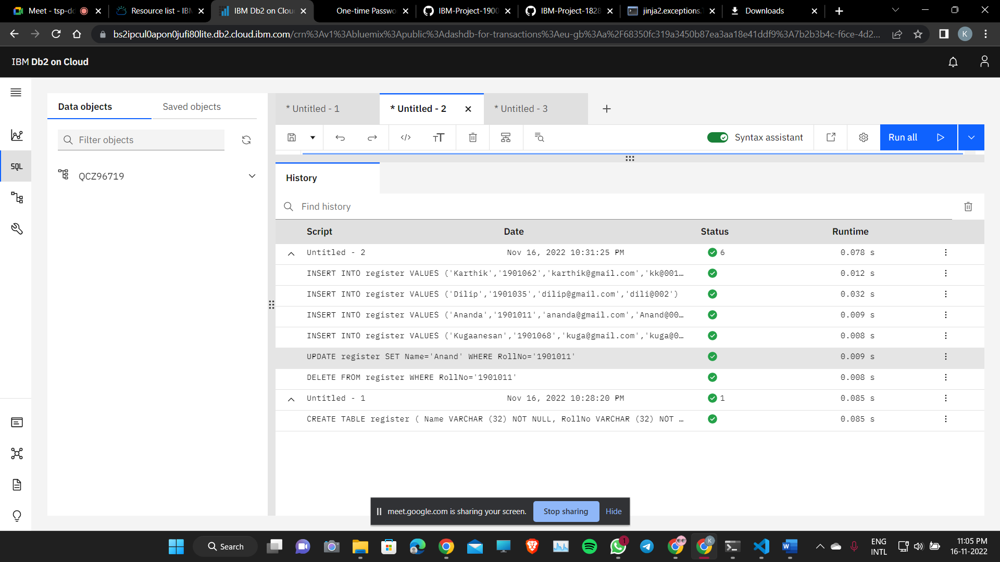 Meet - tsp-do
Resource list - IBM
IBM Db2 on Clou
One-time Passwo
IBM-Project-1900
IBM-Project-1828
jinja2.exceptions.T
Downloads
bs2ipcul0apon0jufi80lite.db2.cloud.ibm.com/crn%3Av1%3Abluemix%3Apublic%3Adashdb-for-transactions%3Aeu-gb%3Aa%2F68350fc319a3450b87ea3aa18e41ddf9%3A7b2b3b4c-f6ce-4d2...
K
IBM Db2 on Cloud
Data objects
Saved objects
* Untitled - 1
* Untitled - 2
* Untitled - 3
Filter objects
Syntax assistant
Run all
SQL
QCZ96719
History
Find history
Script Date Status Runtime
Untitled - 2 Nov 16, 2022 10:31:25 PM 6 0.078 s
INSERT INTO register VALUES ('Karthik','1901062','karthik@gmail.com','kk@001… 0.012 s
INSERT INTO register VALUES ('Dilip','1901035','dilip@gmail.com','dili@002') 0.032 s
INSERT INTO register VALUES ('Ananda','1901011','ananda@gmail.com','Anand@00… 0.009 s
INSERT INTO register VALUES ('Kugaanesan','1901068','kuga@gmail.com','kuga@0… 0.008 s
UPDATE register SET Name='Anand' WHERE RollNo='1901011' 0.009 s
DELETE FROM register WHERE RollNo='1901011' 0.008 s
Untitled - 1 Nov 16, 2022 10:28:20 PM 1 0.085 s
CREATE TABLE register ( Name VARCHAR (32) NOT NULL, RollNo VARCHAR (32) NOT … 0.085 s
meet.google.com is sharing your screen.
Stop sharing
Hide
Search
1
K
ENG
INTL
11:05 PM
16-11-2022